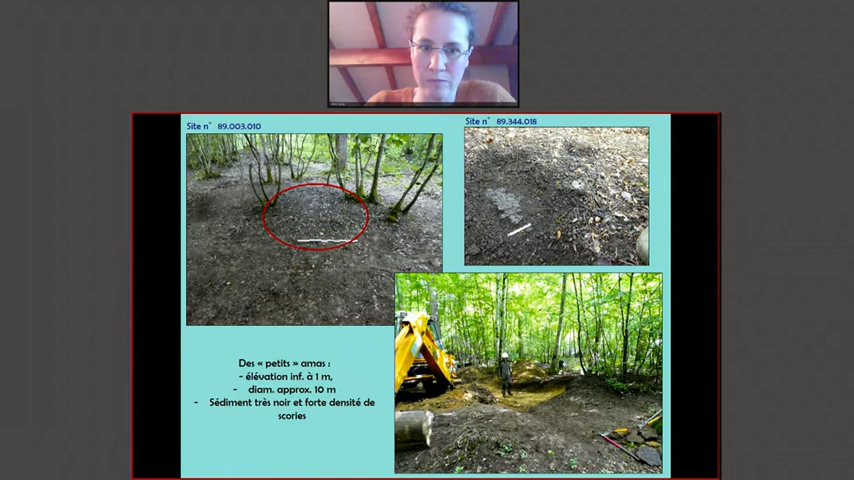 Site n° 89.003.010
Site n° 89.344.018
Des « petits » amas :
- élévation inf. à 1 m,
- diam. approx. 10 m
- Sédiment très noir et forte densité de
scories